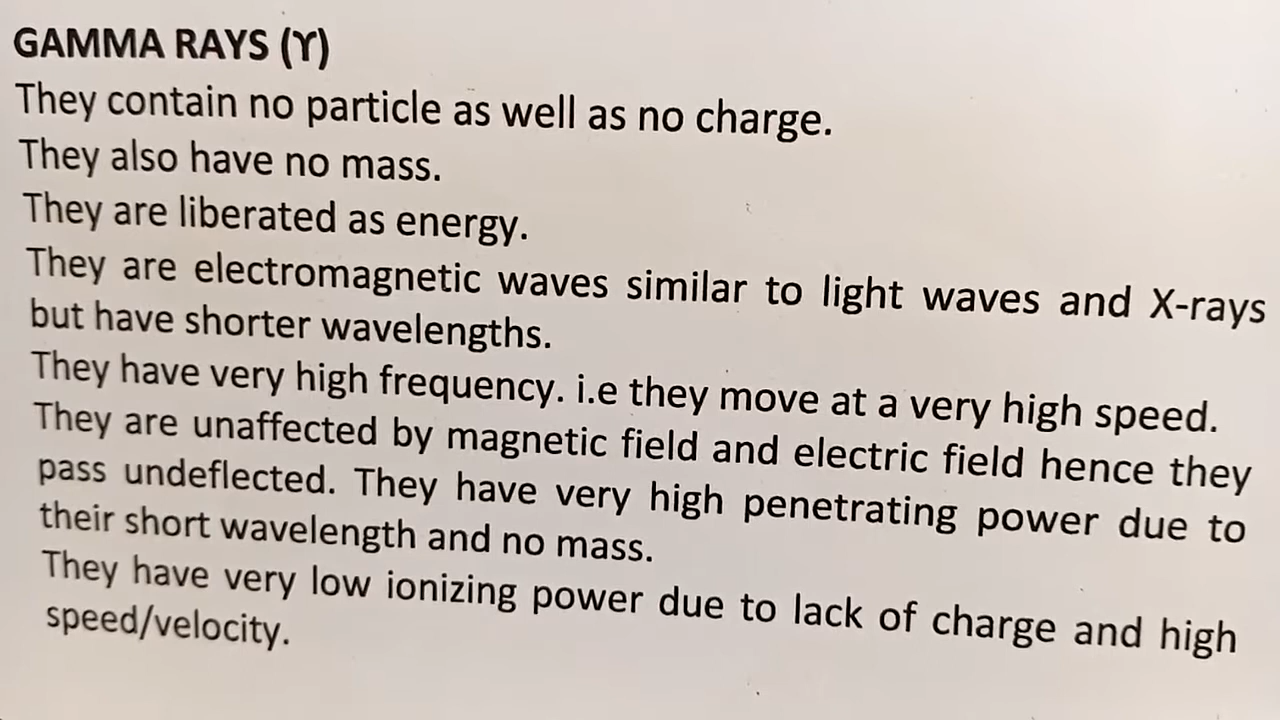 GAMMA RAYS (ϒ)
They contain no particle as well as no charge.
They also have no mass.
They are liberated as energy.
They are electromagnetic waves similar to light waves and X-rays
but have shorter wavelengths.
They have very high frequency. i.e they move at a very high speed.
They are unaffected by magnetic field and electric field hence they
pass undeflected. They have very high penetrating power due to
their short wavelength and no mass.
They have very low ionizing power due to lack of charge and high
speed/velocity.